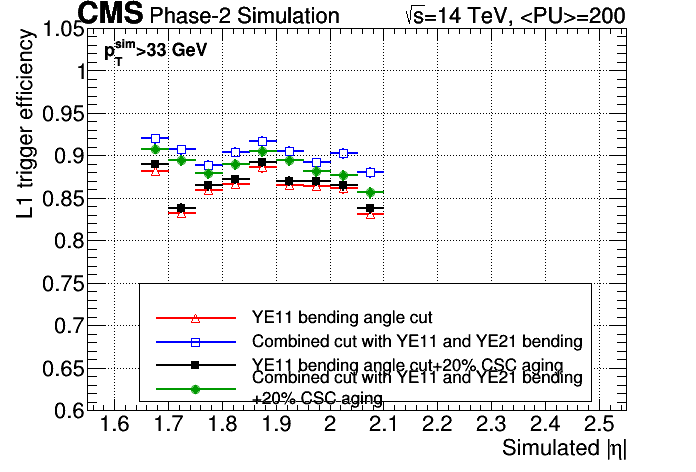 CMS Phase-2 Simulation √s=14 TeV, <PU>=200
p_T^sim>33 GeV
L1 trigger efficiency
1.05
1
0.95
0.9
0.85
0.8
0.75
0.7
0.65
0.6
YE11 bending angle cut
Combined cut with YE11 and YE21 bending
YE11 bending angle cut+20% CSC aging
Combined cut with YE11 and YE21 bending
+20% CSC aging
1.6 1.7 1.8 1.9 2 2.1 2.2 2.3 2.4 2.5
Simulated |η|